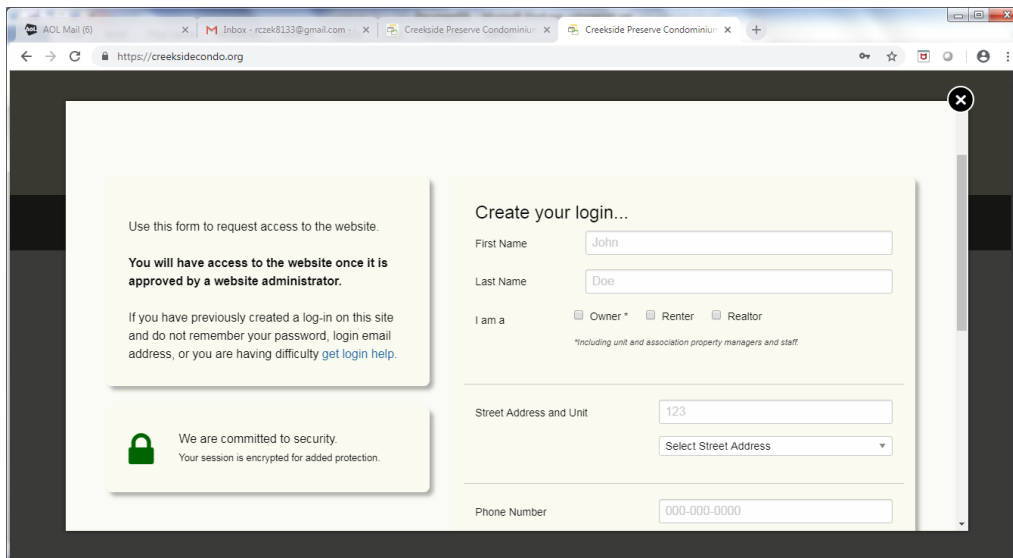 AOL Mail (6)
Inbox - rczek8133@gmail.com -
Creekside Preserve Condominiun
Creekside Preserve Condominiun
https://creeksidecondo.org
Use this form to request access to the website.
You will have access to the website once it is
approved by a website administrator.
If you have previously created a log-in on this site
and do not remember your password, login email
address, or you are having difficulty get login help.
We are committed to security.
Your session is encrypted for added protection.
Create your login...
First Name
John
Last Name
Doe
I am a
Owner * Renter Realtor
*Including unit and association property managers and staff.
Street Address and Unit
123
Select Street Address
Phone Number
000-000-0000